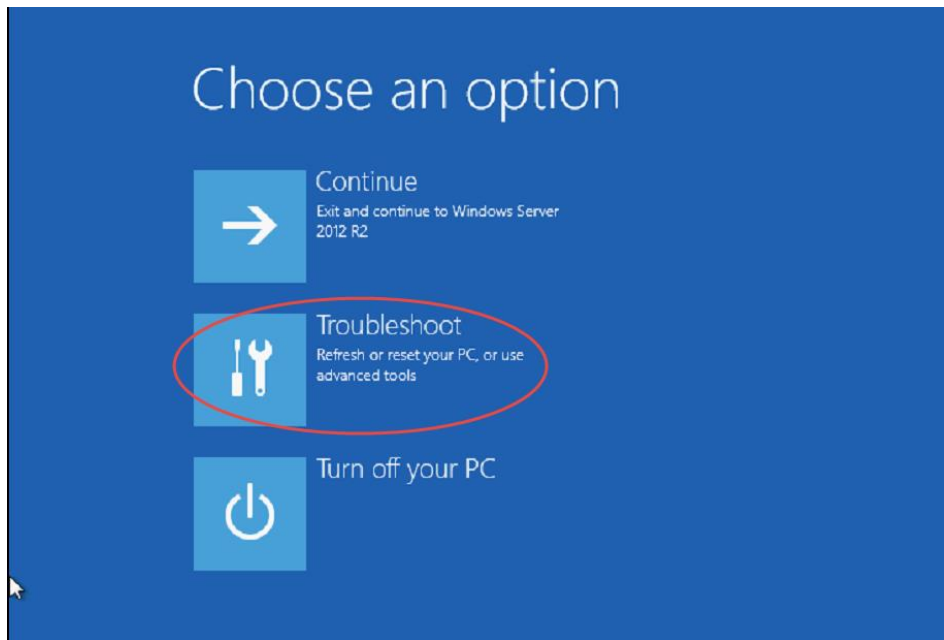 Choose an option
Continue
Exit and continue to Windows Server
2012 R2
Troubleshoot
Refresh or reset your PC, or use
advanced tools
Turn off your PC